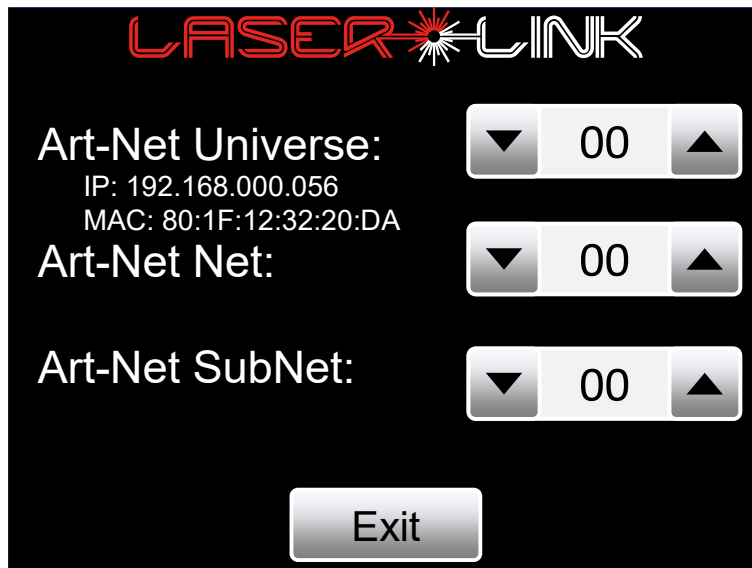 LASER LINK
Art-Net Universe:
00
IP: 192.168.000.056
MAC: 80:1F:12:32:20:DA
Art-Net Net:
00
Art-Net SubNet:
00
Exit